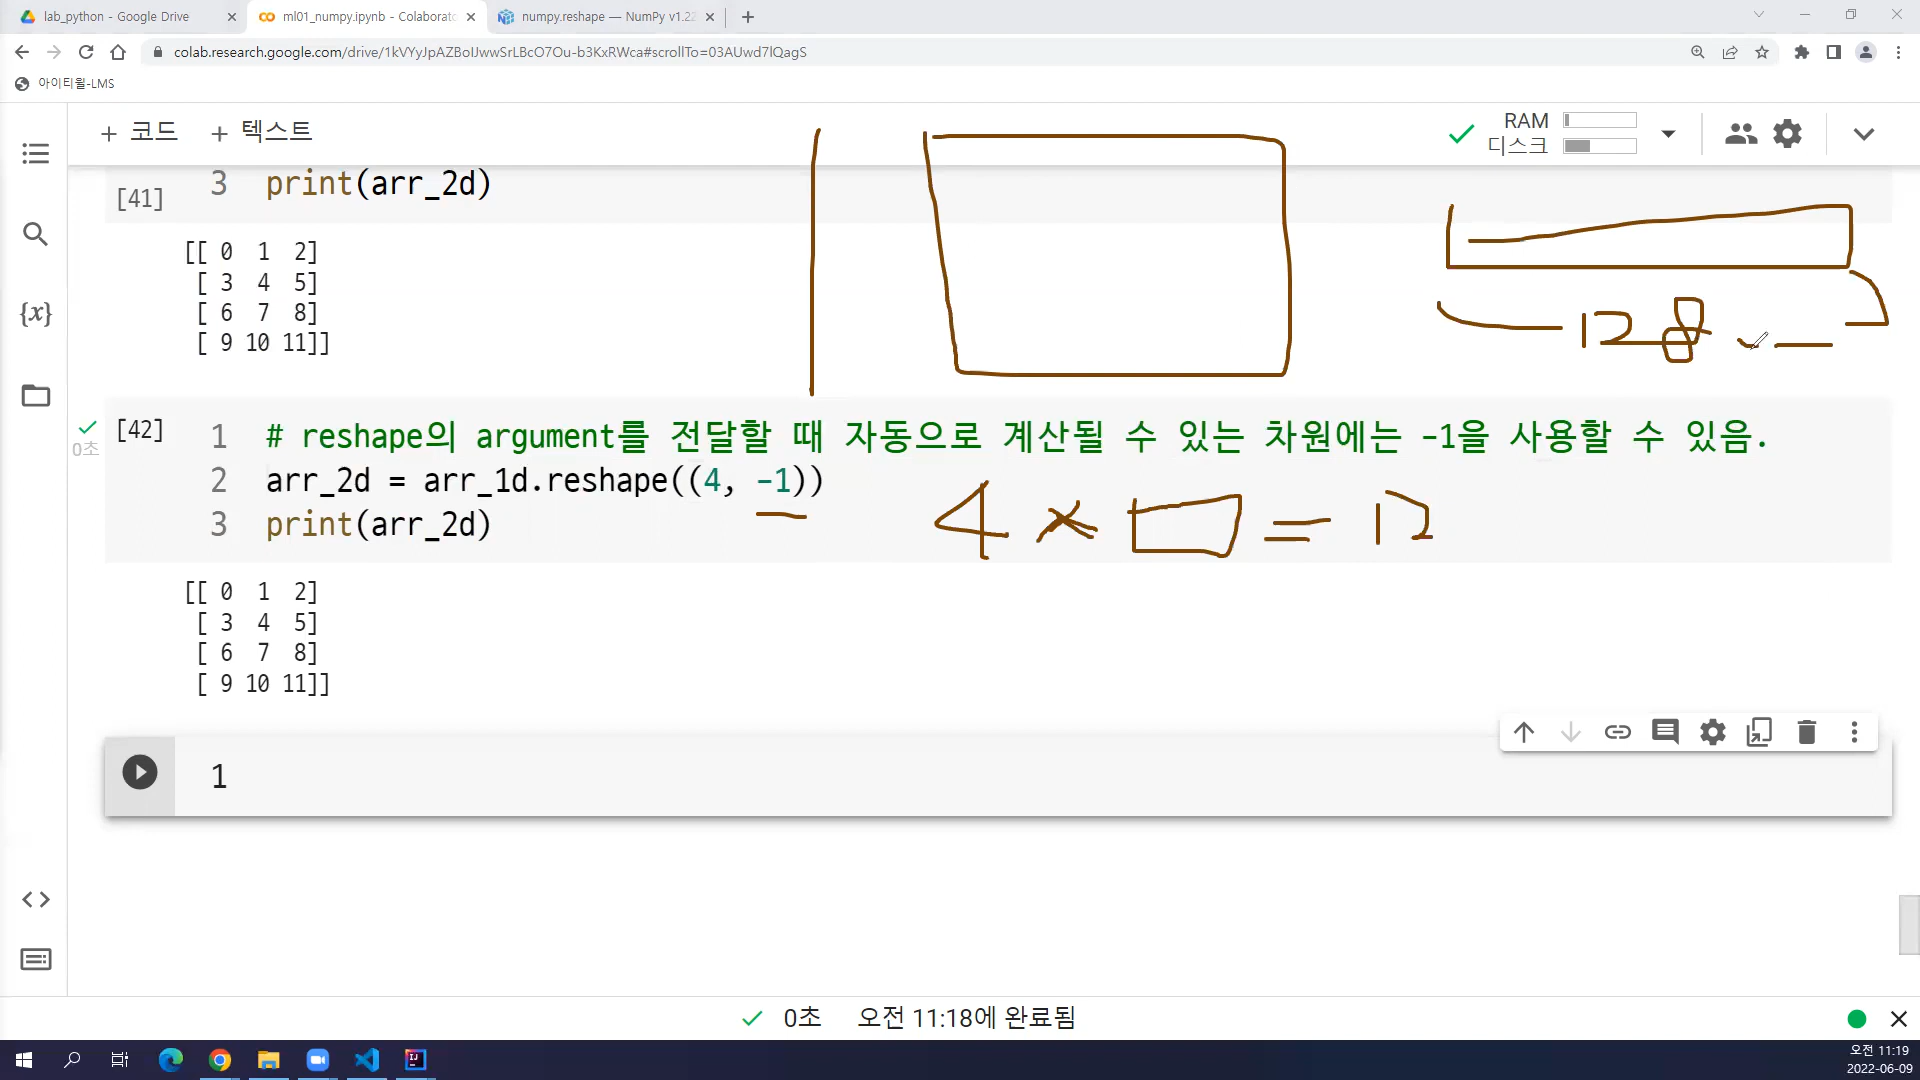 lab_python - Google Drive
ml01_numpy.ipynb - Colaborato
numpy.reshape — NumPy v1.22
colab.research.google.com/drive/1kVYyJpAZBoIJwwSrLBcO7Ou-b3KxRWca#scrollTo=03AUwd7lQagS
아이티윌-LMS
+ 코드 + 텍스트
RAM
디스크
[41]
3 print(arr_2d)
[[ 0 1 2]
[ 3 4 5]
[ 6 7 8]
[ 9 10 11]]
12
[42]
0초
1 # reshape의 argument를 전달할 때 자동으로 계산될 수 있는 차원에는 -1을 사용할 수 있음.
2 arr_2d = arr_1d.reshape((4, -1))
3 print(arr_2d)
4 × □ = 12
[[ 0 1 2]
[ 3 4 5]
[ 6 7 8]
[ 9 10 11]]
1
0초 오전 11:18에 완료됨
오전 11:19
2022-06-09